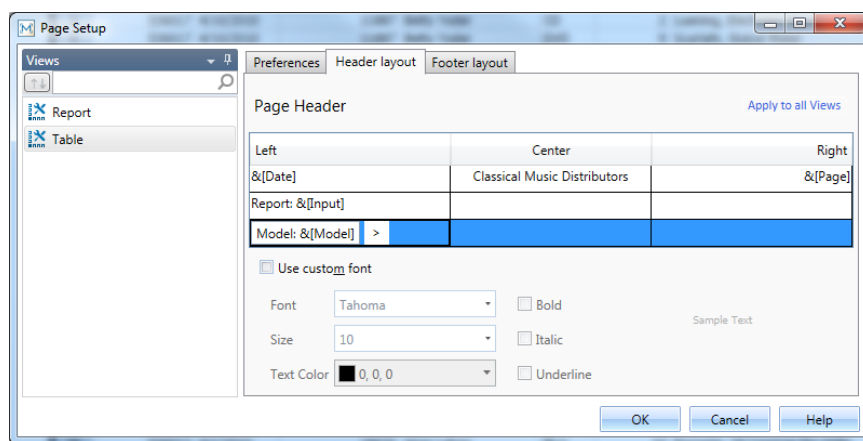 Page Setup
Views
Preferences Header layout Footer layout
Report
Table
Page Header Apply to all Views
Left Center Right
&[Date] Classical Music Distributors &[Page]
Report: &[Input]
Model: &[Model] >
Use custom font
Font Tahoma Bold
Sample Text
Size 10 Italic
Text Color 0, 0, 0 Underline
OK Cancel Help